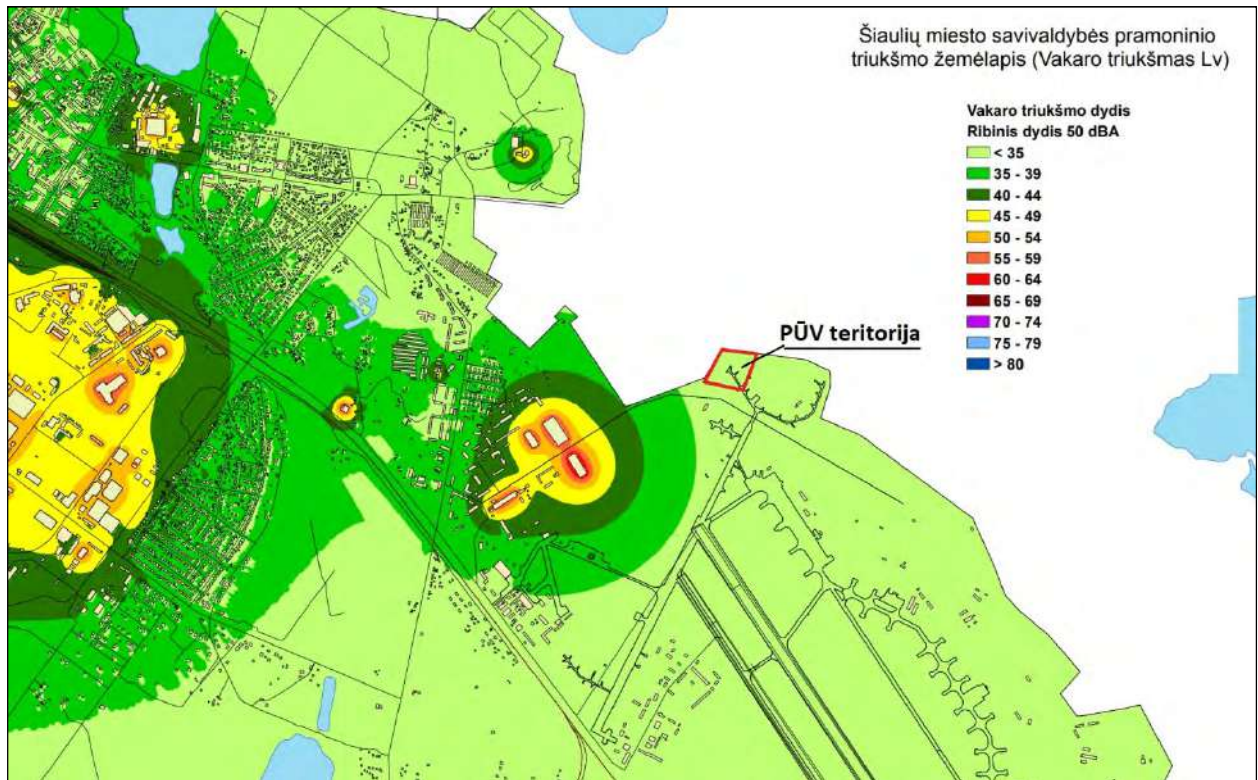 Šiaulių miesto savivaldybės pramoninio
triukšmo žemėlapis (Vakaro triukšmas Lv)
Vakaro triukšmo dydis
Ribinis dydis 50 dBA
< 35
35 - 39
40 - 44
45 - 49
50 - 54
55 - 59
60 - 64
65 - 69
70 - 74
75 - 79
> 80
PŪV teritorija